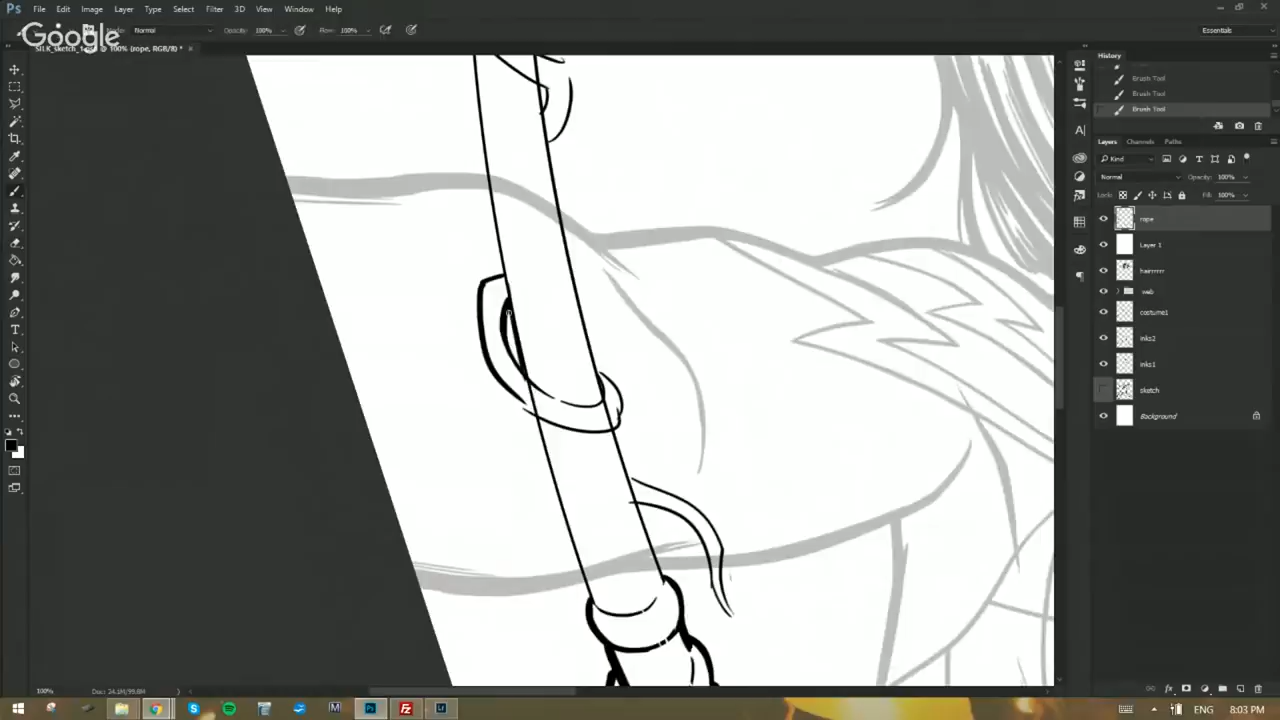 Ps File Edit Image Layer Type Select Filter 3D View Window Help
Google
Normal Opacity: 100% Flow: 100% Essentials
@ 100% (rope, RGB/8) *
History
Brush Tool
Brush Tool
Brush Tool
Layers Channels Paths
Kind
Normal Opacity: 100%
Lock: Fill: 100%
rope
Layer 1
hairrrrrr
web
costume1
inks2
inks1
sketch
Background
100% Doc: 24.5M/99.8M
ENG 8:03 PM